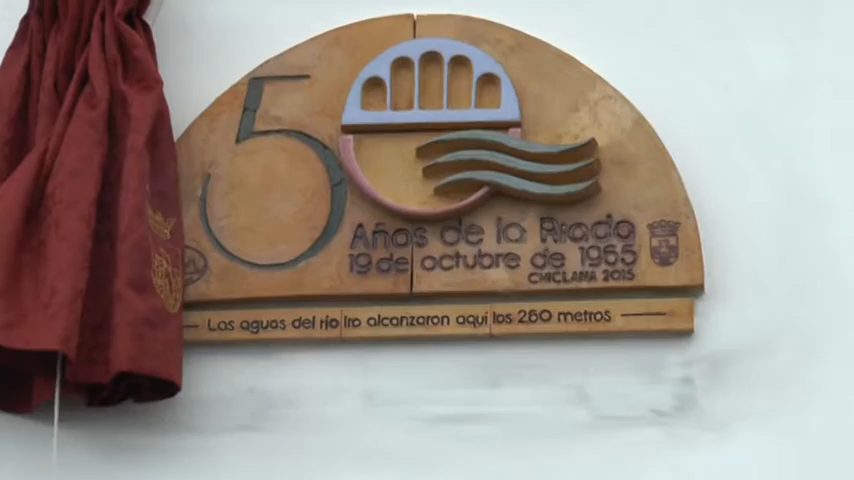 50
Años de la Riada
19 de octubre de 1965
CHICLANA 2015
Las aguas del río Iro alcanzaron aquí los 2.60 metros